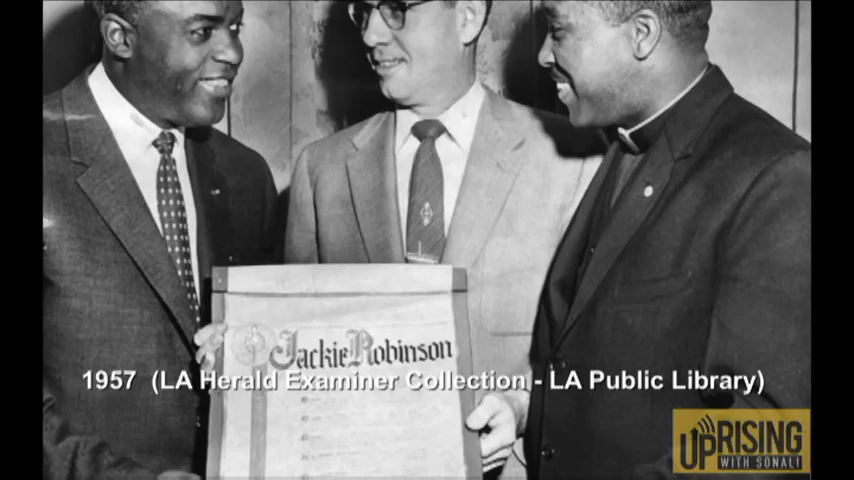 Jackie Robinson
1957 (LA Herald Examiner Collection - LA Public Library)
UPRISING
WITH SONALI